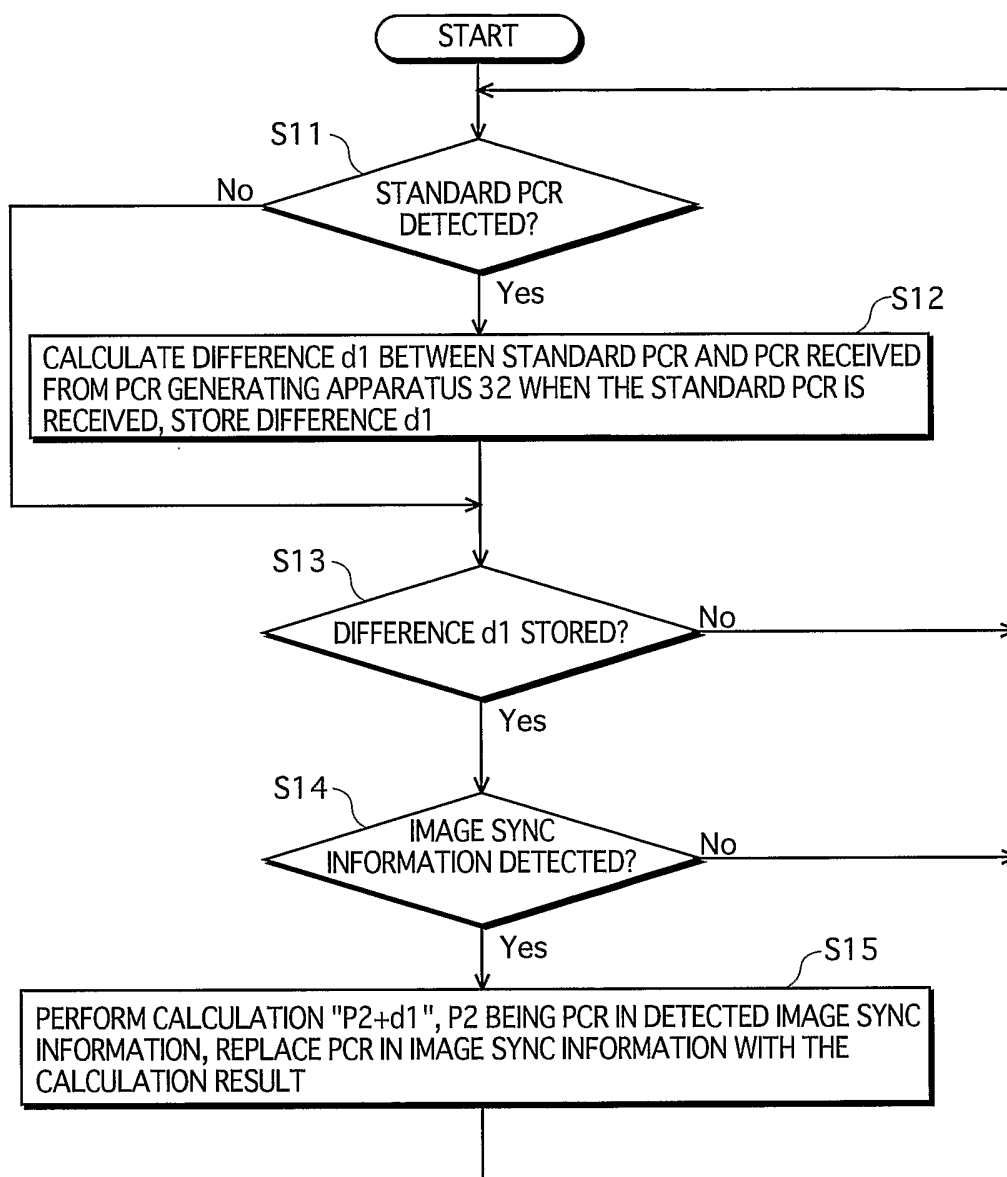 START
S11
No
STANDARD PCR
DETECTED?
Yes
S12
CALCULATE DIFFERENCE d1 BETWEEN STANDARD PCR AND PCR RECEIVED
FROM PCR GENERATING APPARATUS 32 WHEN THE STANDARD PCR IS
RECEIVED, STORE DIFFERENCE d1
S13
DIFFERENCE d1 STORED?
No
Yes
S14
IMAGE SYNC
INFORMATION DETECTED?
No
Yes
S15
PERFORM CALCULATION "P2+d1", P2 BEING PCR IN DETECTED IMAGE SYNC
INFORMATION, REPLACE PCR IN IMAGE SYNC INFORMATION WITH THE
CALCULATION RESULT